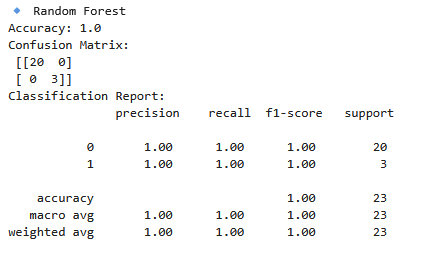 🔹 Random Forest
Accuracy: 1.0
Confusion Matrix:
[[20  0]
 [ 0  3]]
Classification Report:
              precision    recall  f1-score   support

           0       1.00      1.00      1.00        20
           1       1.00      1.00      1.00         3

    accuracy                           1.00        23
   macro avg       1.00      1.00      1.00        23
weighted avg       1.00      1.00      1.00        23